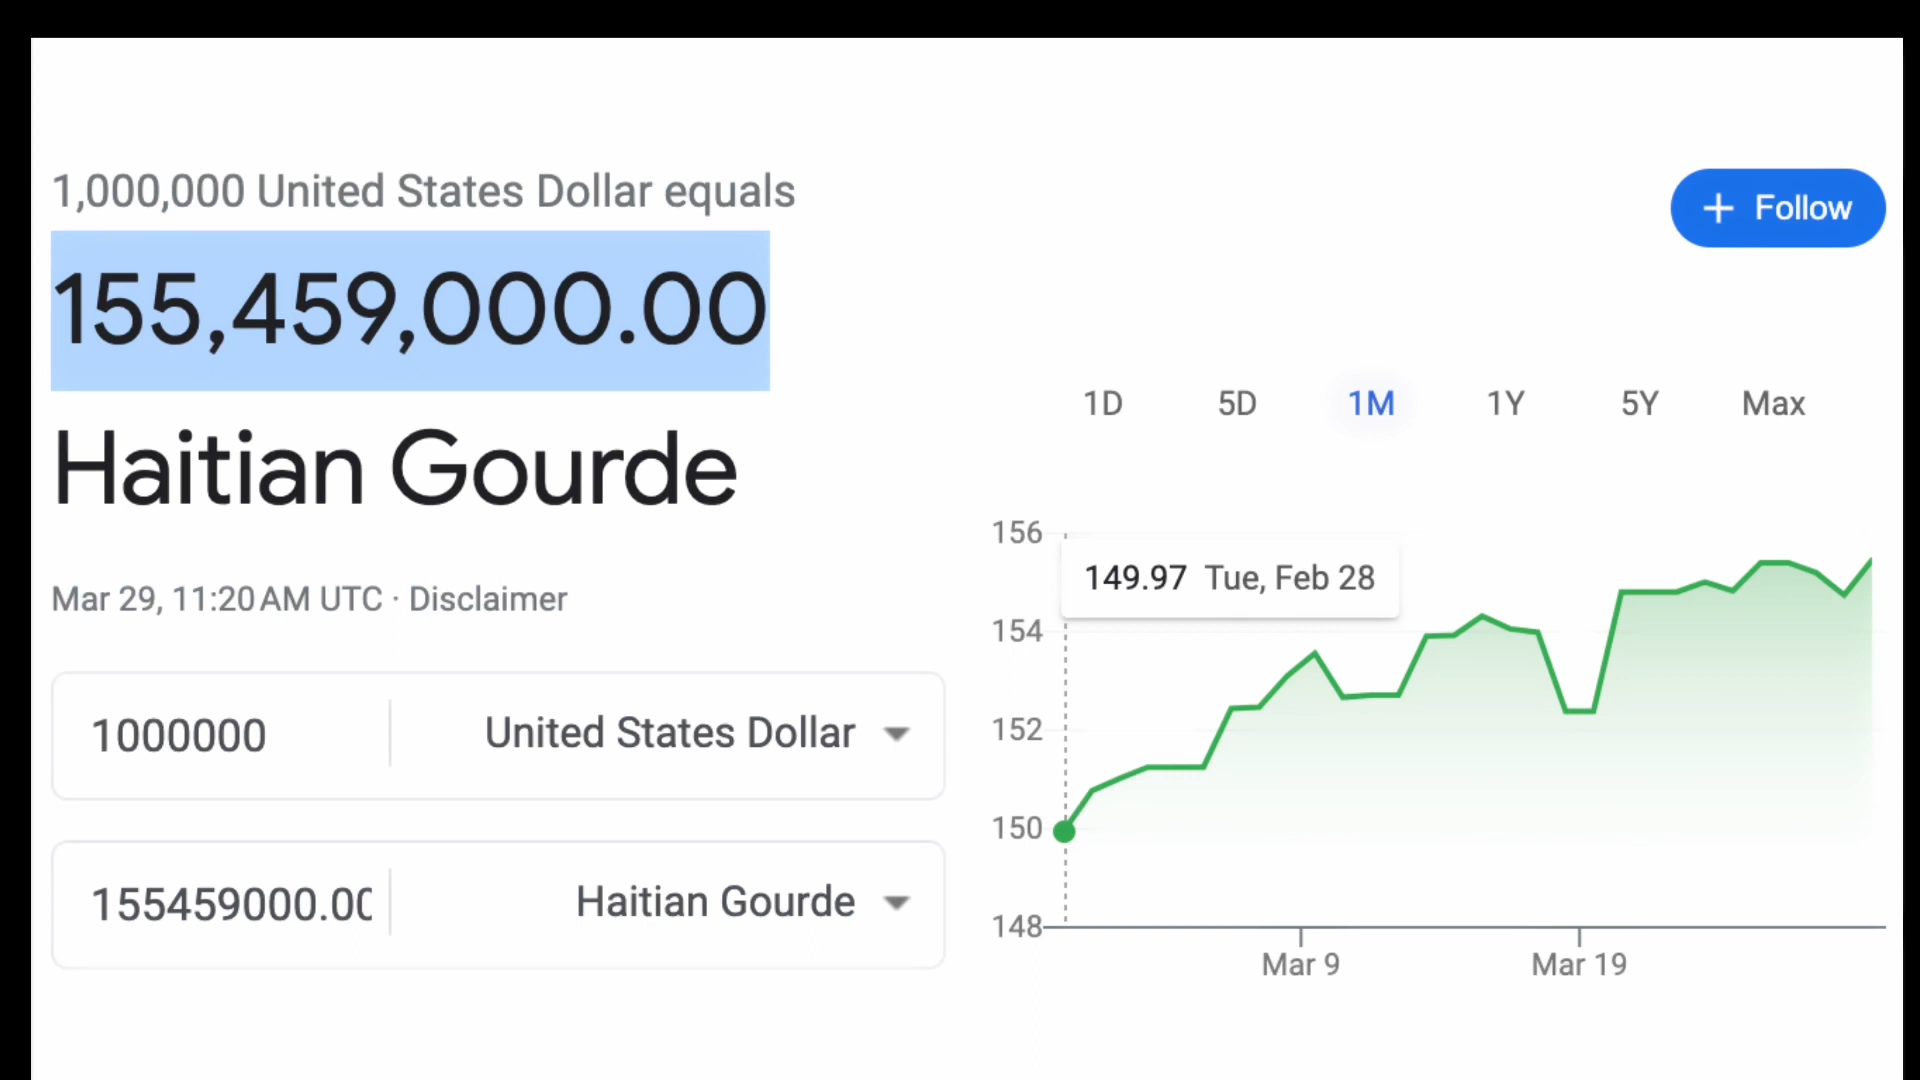 1,000,000 United States Dollar equals
155,459,000.00
Haitian Gourde
Mar 29, 11:20 AM UTC · Disclaimer
1000000 United States Dollar
155459000.00 Haitian Gourde
+ Follow
1D 5D 1M 1Y 5Y Max
156
149.97 Tue, Feb 28
154
152
150
148
Mar 9 Mar 19